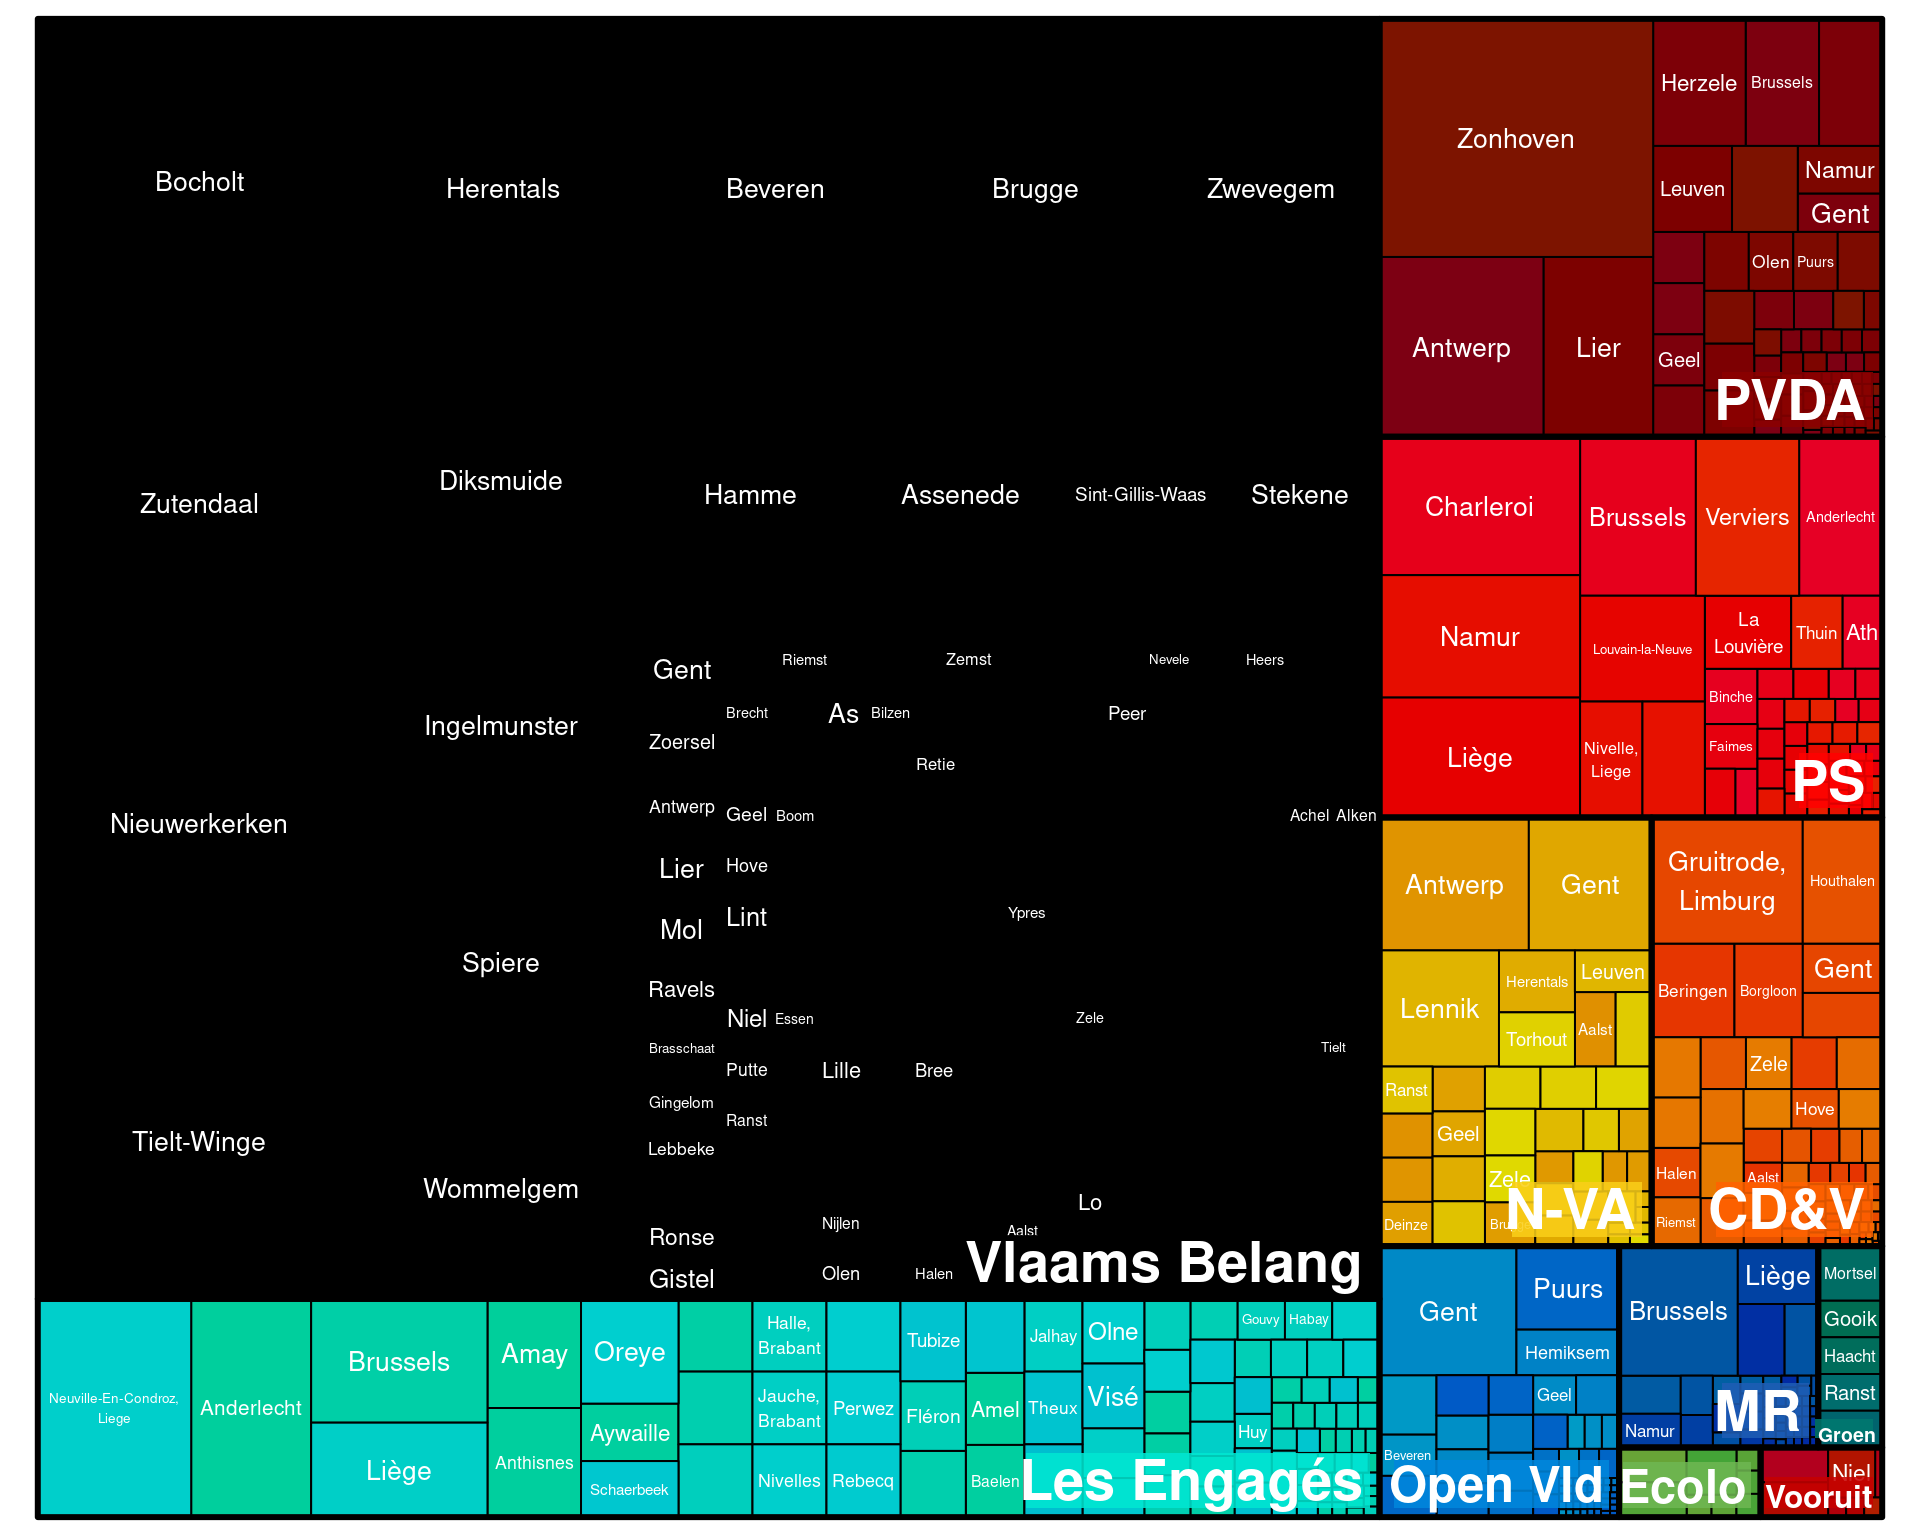 Bocholt
Herentals
Beveren
Brugge
Zwevegem
Zutendaal
Diksmuide
Hamme
Assenede
Sint-Gillis-Waas
Stekene
Nieuwerkerken
Ingelmunster
Tielt-Winge
Spiere
Wommelgem
Gent
Zoersel
Antwerp
Lier
Mol
Ravels
Brasschaat
Gingelom
Lebbeke
Ronse
Gistel
Riemst
Zemst
Nevele
Heers
Brecht
As
Bilzen
Peer
Retie
Geel
Boom
Achel
Alken
Hove
Lint
Ypres
Niel
Essen
Zele
Tielt
Putte
Lille
Bree
Ranst
Lo
Nijlen
Aalst
Olen
Halen
Vlaams Belang
Neuville-En-Condroz,
Liege
Anderlecht
Brussels
Liège
Amay
Anthisnes
Oreye
Aywaille
Schaerbeek
Halle,
Brabant
Jauche,
Brabant
Nivelles
Perwez
Rebecq
Tubize
Fléron
Amel
Baelen
Jalhay
Theux
Olne
Visé
Gouvy
Habay
Huy
Les Engagés
Zonhoven
Antwerp
Lier
Herzele
Brussels
Leuven
Namur
Gent
Olen
Puurs
Geel
PVDA
Charleroi
Namur
Liège
Brussels
Verviers
Anderlecht
Louvain-la-Neuve
La
Louvière
Thuin
Ath
Nivelle,
Liege
Binche
Faimes
PS
Antwerp
Gent
Lennik
Herentals
Leuven
Torhout
Aalst
Ranst
Geel
Zele
Deinze
N-VA
Gruitrode,
Limburg
Houthalen
Beringen
Borgloon
Gent
Zele
Hove
Halen
Aalst
Riemst
CD&V
Gent
Puurs
Hemiksem
Geel
Beveren
Open Vld
Brussels
Liège
Namur
MR
Mortsel
Gooik
Haacht
Ranst
Groen
Ecolo
Niel
Vooruit